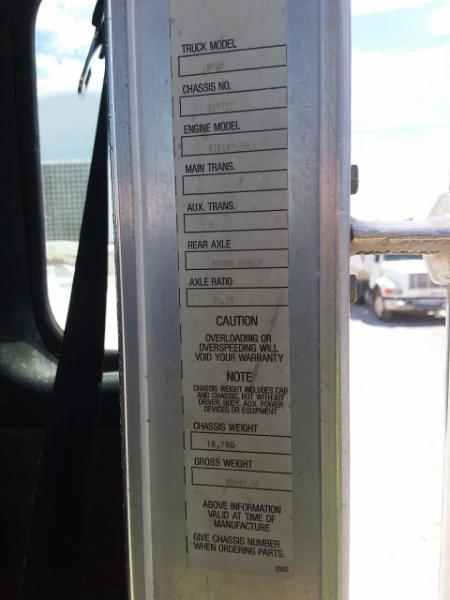 TRUCK MODEL
CHASSIS NO.
ENGINE MODEL
MAIN TRANS.
AUX. TRANS.
REAR AXLE
EATON
AXLE RATIO
CAUTION
OVERLOADING OR
OVERSPEEDING WILL
VOID YOUR WARRANTY
NOTE
CHASSIS WEIGHT INCLUDES CAB
AND CHASSIS, BUT WITHOUT
DRIVER, BODY, AUX. POWER
DEVICES OR EQUIPMENT
CHASSIS WEIGHT
18,780
GROSS WEIGHT
ABOVE INFORMATION
VALID AT TIME OF
MANUFACTURE
GIVE CHASSIS NUMBER
WHEN ORDERING PARTS.